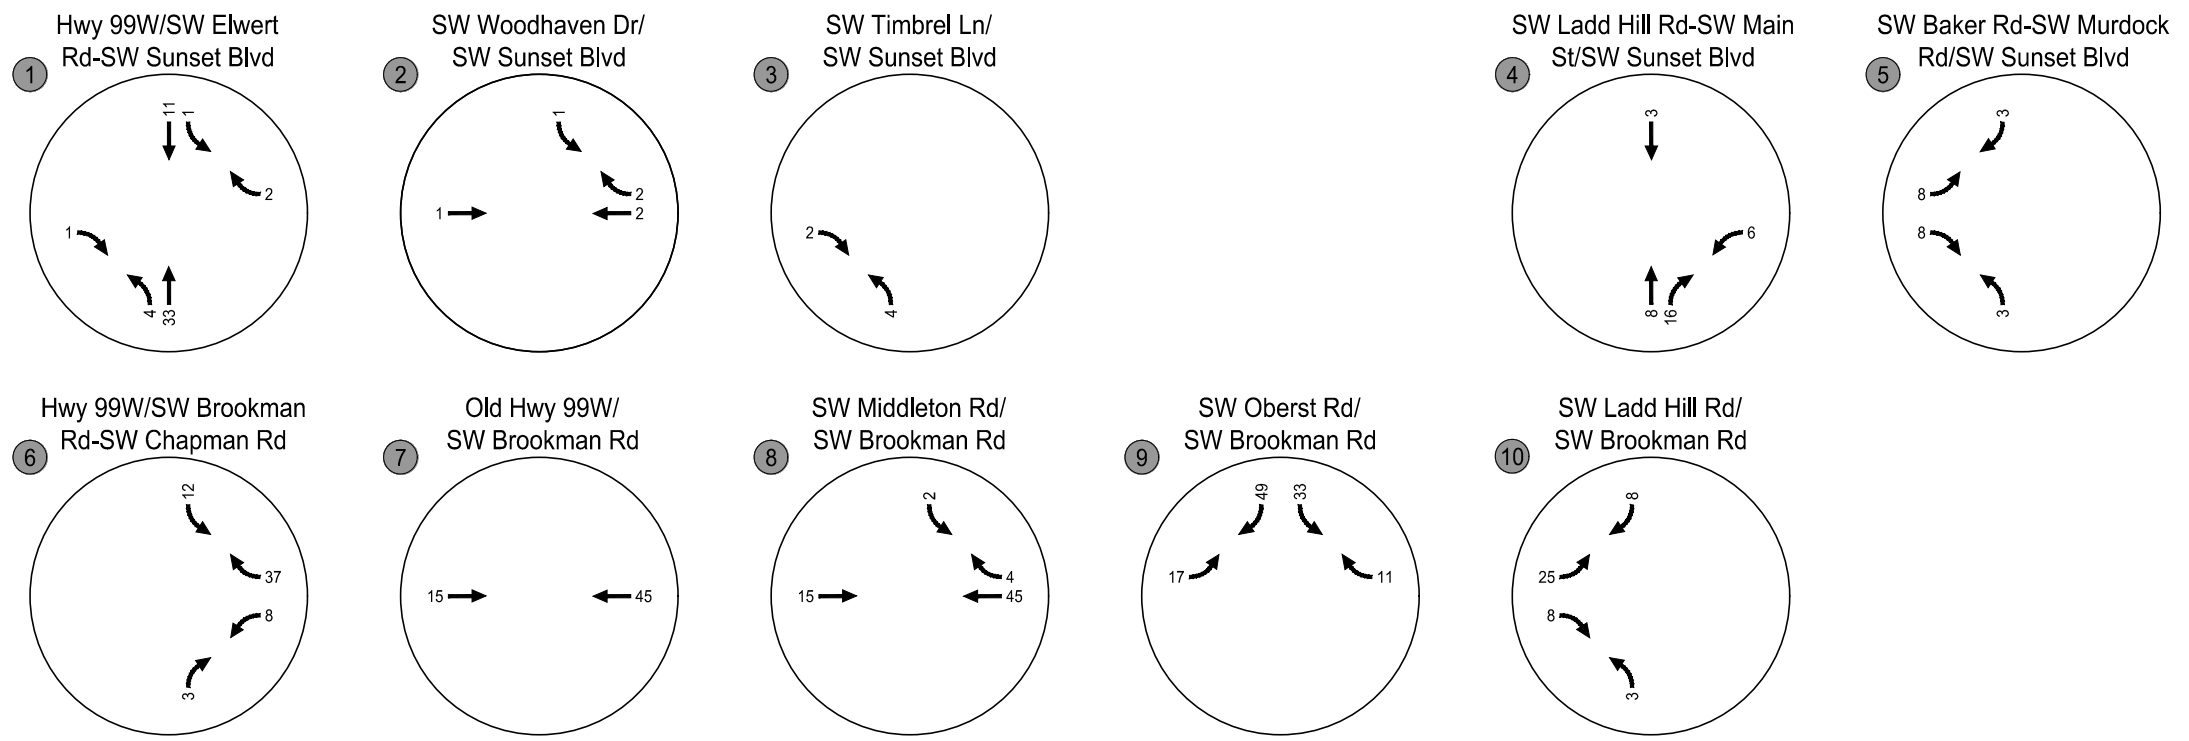 Hwy 99W/SW Elwert
Rd-SW Sunset Blvd
1
11
1
2
1
4
33
SW Woodhaven Dr/
SW Sunset Blvd
2
1
2
1
2
SW Timbrel Ln/
SW Sunset Blvd
3
2
4
SW Ladd Hill Rd-SW Main
St/SW Sunset Blvd
4
3
6
8
16
SW Baker Rd-SW Murdock
Rd/SW Sunset Blvd
5
3
8
8
3
Hwy 99W/SW Brookman
Rd-SW Chapman Rd
6
12
37
8
3
Old Hwy 99W/
SW Brookman Rd
7
15
45
SW Middleton Rd/
SW Brookman Rd
8
2
4
15
45
SW Oberst Rd/
SW Brookman Rd
9
49
33
17
11
SW Ladd Hill Rd/
SW Brookman Rd
10
8
25
8
3